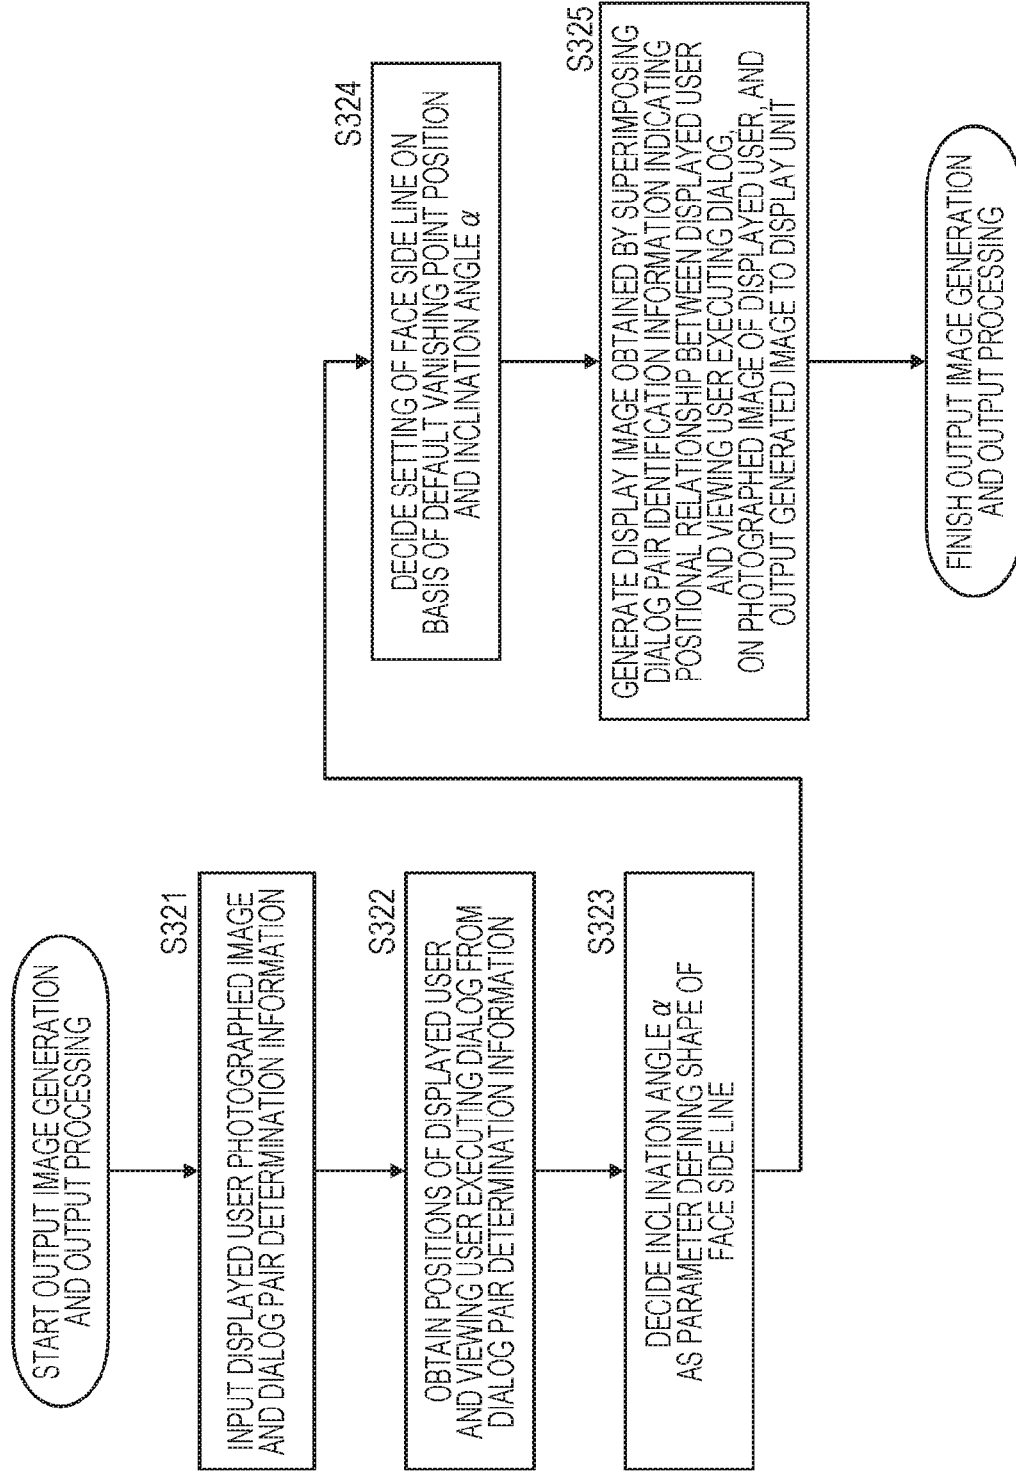 START OUTPUT IMAGE GENERATION
AND OUTPUT PROCESSING
S321
INPUT DISPLAYED USER PHOTOGRAPHED IMAGE
AND DIALOG PAIR DETERMINATION INFORMATION
S322
OBTAIN POSITIONS OF DISPLAYED USER
AND VIEWING USER EXECUTING DIALOG FROM
DIALOG PAIR DETERMINATION INFORMATION
S323
DECIDE INCLINATION ANGLE α
AS PARAMETER DEFINING SHAPE OF
FACE SIDE LINE
S324
DECIDE SETTING OF FACE SIDE LINE ON
BASIS OF DEFAULT VANISHING POINT POSITION
AND INCLINATION ANGLE α
S325
GENERATE DISPLAY IMAGE OBTAINED BY SUPERIMPOSING
DIALOG PAIR IDENTIFICATION INFORMATION INDICATING
POSITIONAL RELATIONSHIP BETWEEN DISPLAYED USER
AND VIEWING USER EXECUTING DIALOG,
ON PHOTOGRAPHED IMAGE OF DISPLAYED USER, AND
OUTPUT GENERATED IMAGE TO DISPLAY UNIT
FINISH OUTPUT IMAGE GENERATION
AND OUTPUT PROCESSING